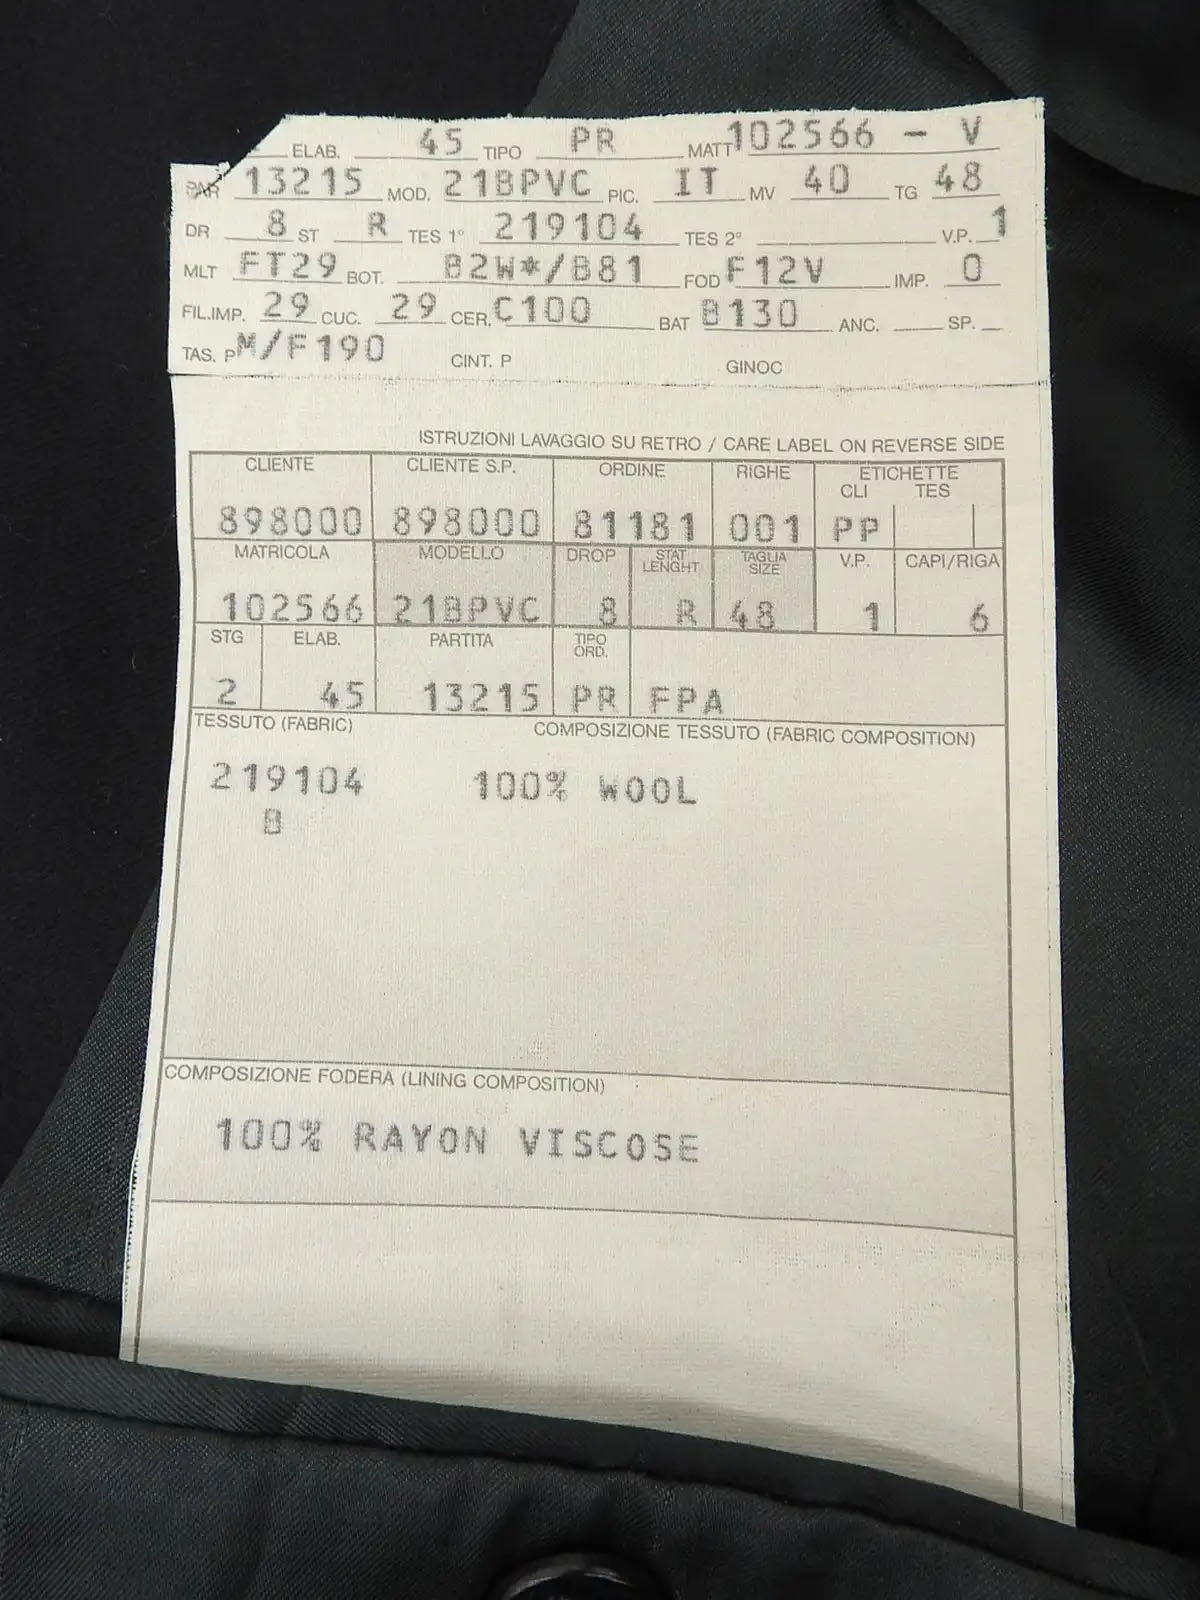 ELAB. 45 TIPO PR MATT 102566 - V
PAR 13215 MOD. 21BPVC PIC. IT MV 40 TG 48
DR 8 ST R TES 1° 219104 TES 2° V.P. 1
MLT FT29 BOT. B2W*/B81 FOD F12V IMP. 0
FIL.IMP. 29 CUC. 29 CER. C100 BAT B130 ANC. SP.
TAS. P M/F190 CINT. P GINOC
ISTRUZIONI LAVAGGIO SU RETRO / CARE LABEL ON REVERSE SIDE
CLIENTE CLIENTE S.P. ORDINE RIGHE ETICHETTE
CLI TES
898000 898000 81181 001 PP
MATRICOLA MODELLO DROP STAT LENGHT TAGLIA SIZE V.P. CAPI/RIGA
102566 21BPVC 8 R 48 1 6
STG ELAB. PARTITA TIPO ORD.
2 45 13215 PR FPA
TESSUTO (FABRIC) COMPOSIZIONE TESSUTO (FABRIC COMPOSITION)
219104 100% WOOL
B
COMPOSIZIONE FODERA (LINING COMPOSITION)
100% RAYON VISCOSE